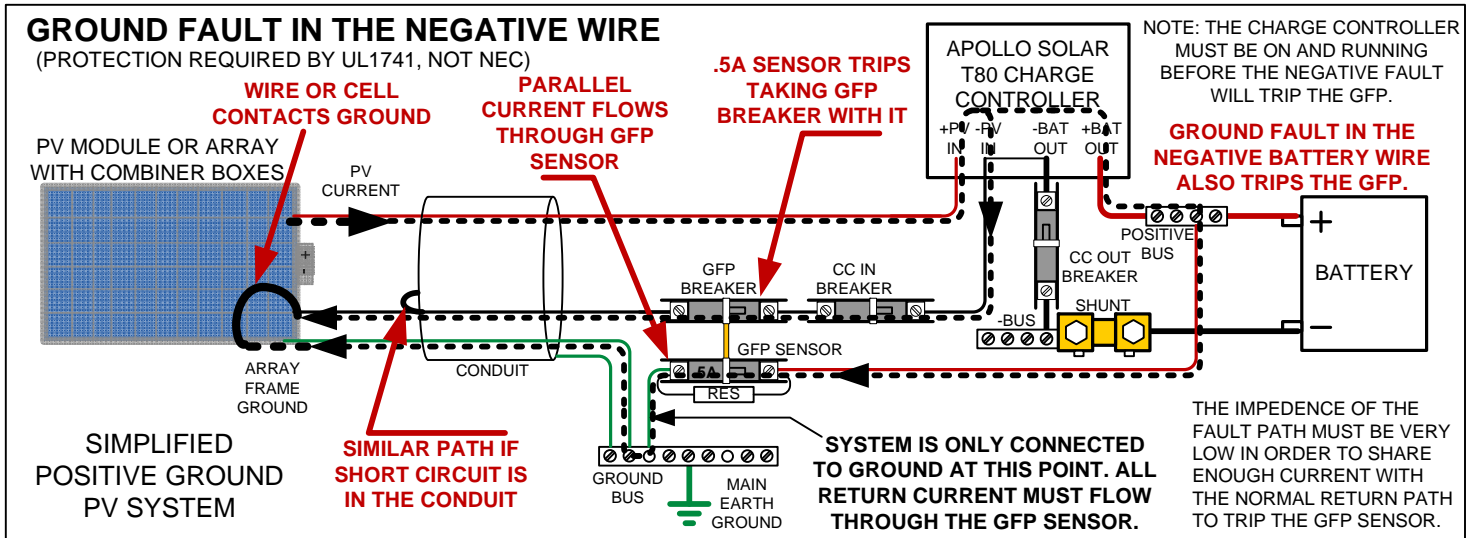 GROUND FAULT IN THE NEGATIVE WIRE
(PROTECTION REQUIRED BY UL1741, NOT NEC)
WIRE OR CELL
CONTACTS GROUND
PV MODULE OR ARRAY
WITH COMBINER BOXES
PV
CURRENT
PARALLEL
CURRENT FLOWS
THROUGH GFP
SENSOR
.5A SENSOR TRIPS
TAKING GFP
BREAKER WITH IT
APOLLO SOLAR
T80 CHARGE
CONTROLLER
+PV
IN
-PV
IN
-BAT
OUT
+BAT
OUT
NOTE: THE CHARGE CONTROLLER
MUST BE ON AND RUNNING
BEFORE THE NEGATIVE FAULT
WILL TRIP THE GFP.
GROUND FAULT IN THE
NEGATIVE BATTERY WIRE
ALSO TRIPS THE GFP.
+
-
POSITIVE
BUS
CC OUT
BREAKER
+
BATTERY
–
GFP
BREAKER
CC IN
BREAKER
SHUNT
-BUS
GFP SENSOR
.5A
RES
CONDUIT
ARRAY
FRAME
GROUND
SIMPLIFIED
POSITIVE GROUND
PV SYSTEM
SIMILAR PATH IF
SHORT CIRCUIT IS
IN THE CONDUIT
GROUND
BUS
MAIN
EARTH
GROUND
SYSTEM IS ONLY CONNECTED
TO GROUND AT THIS POINT. ALL
RETURN CURRENT MUST FLOW
THROUGH THE GFP SENSOR.
THE IMPEDENCE OF THE
FAULT PATH MUST BE VERY
LOW IN ORDER TO SHARE
ENOUGH CURRENT WITH
THE NORMAL RETURN PATH
TO TRIP THE GFP SENSOR.